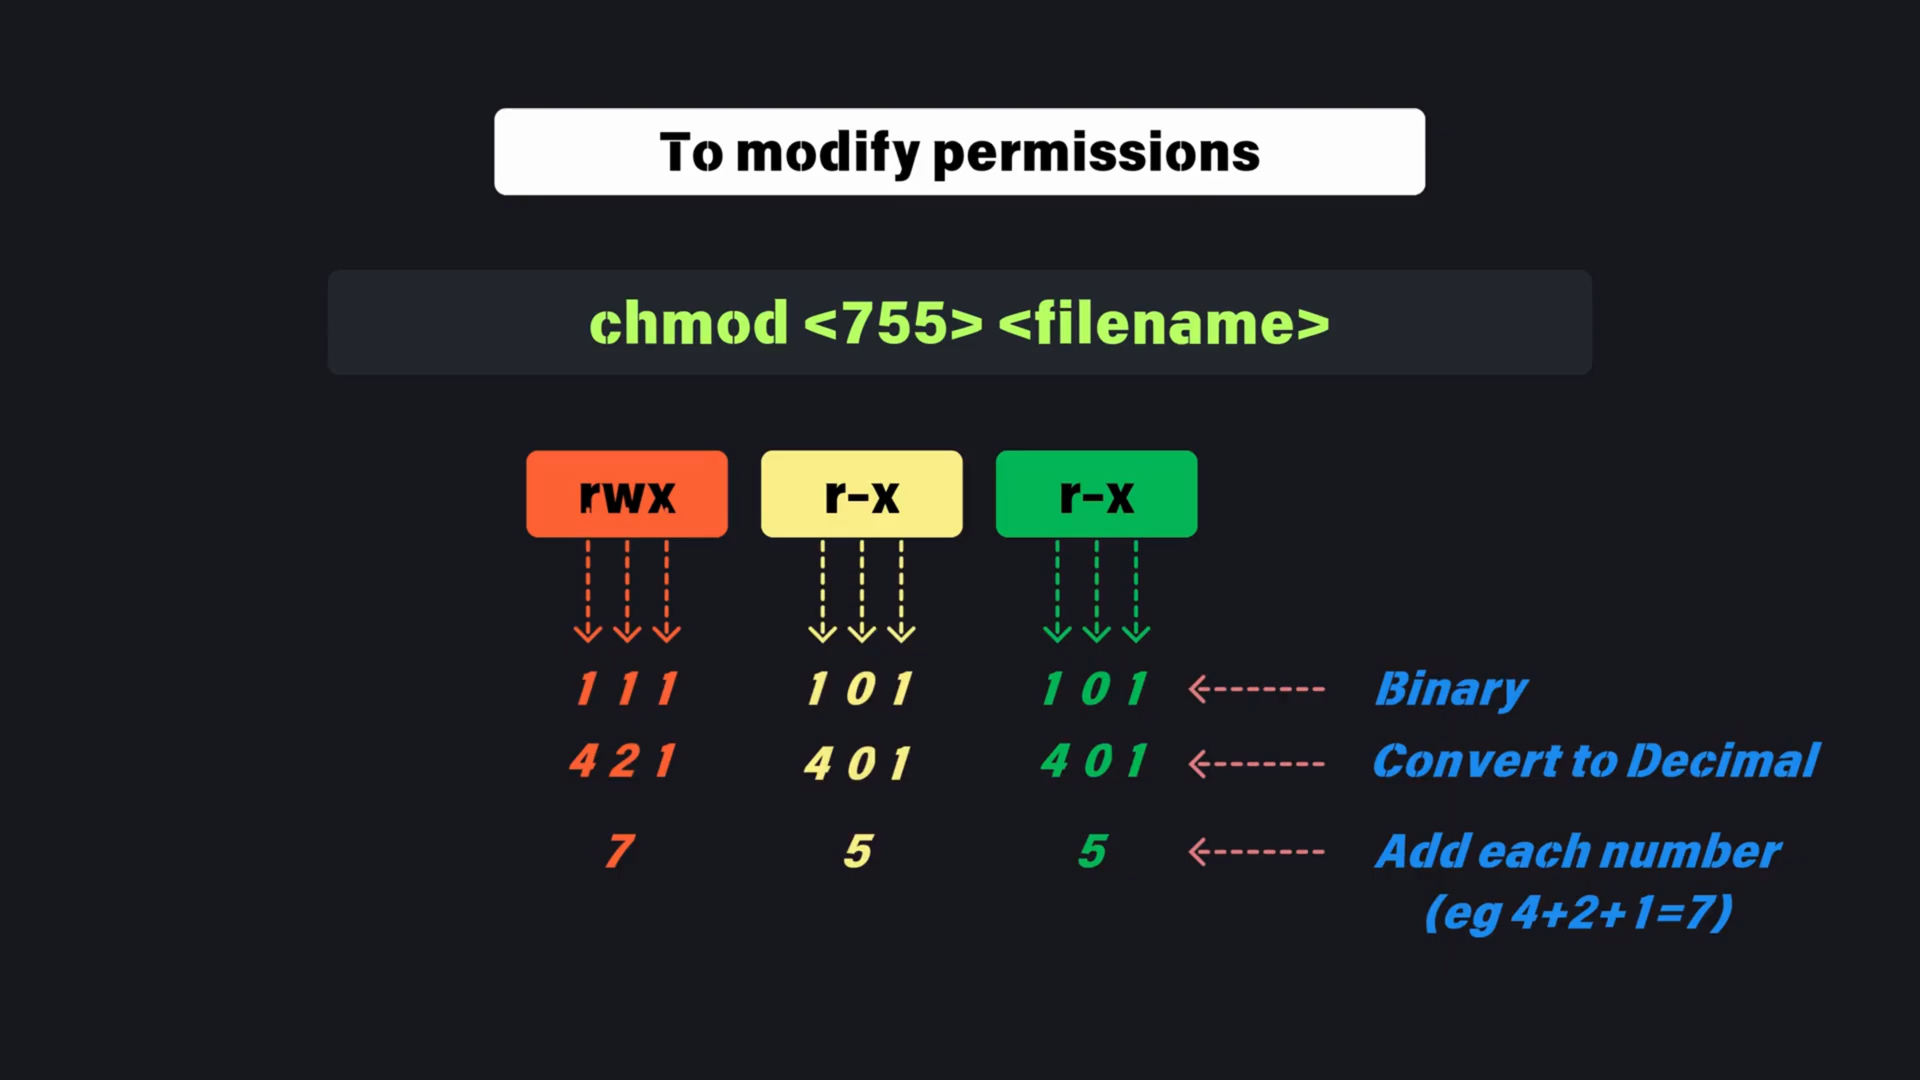 To modify permissions
chmod <755> <filename>
rwx r-x r-x
1 1 1 1 0 1 1 0 1 Binary
4 2 1 4 0 1 4 0 1 Convert to Decimal
7 5 5 Add each number
(eg 4+2+1=7)